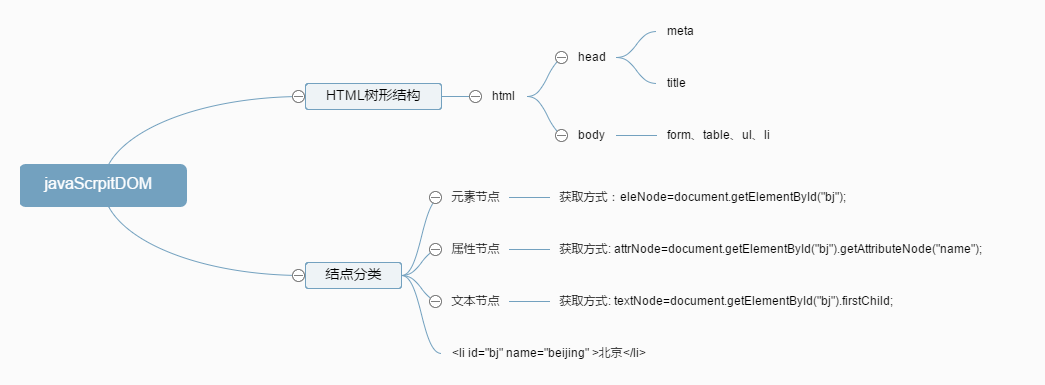 javaScrpitDOM
HTML树形结构
html
head
meta
title
body
form、table、ul、li
结点分类
元素节点
获取方式：eleNode=document.getElementById("bj");
属性节点
获取方式: attrNode=document.getElementById("bj").getAttributeNode("name");
文本节点
获取方式: textNode=document.getElementById("bj").firstChild;
<li id="bj" name="beijing" >北京</li>